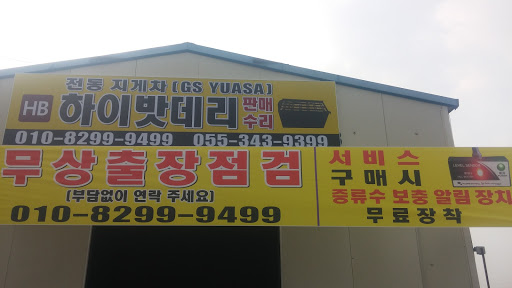 전동 지게차 (GS YUASA)
HB 하이밧데리 판매 수리
010-8299-9499 055-343-9399
무상출장점검
(부담없이 연락 주세요)
010-8299-9499
서비스
구매시
증류수 보충 알림 장치
무료장착